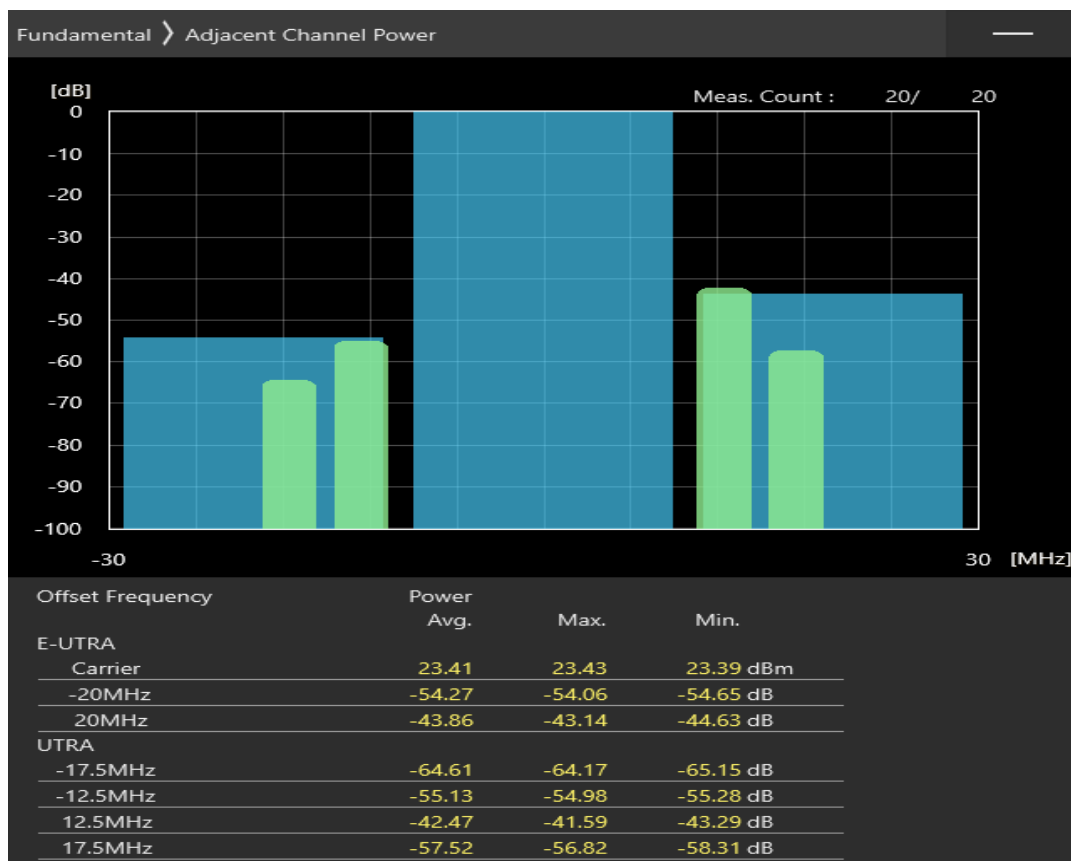 Fundamental ❯ Adjacent Channel Power
[dB]
Meas. Count : 20/ 20
0
-10
-20
-30
-40
-50
-60
-70
-80
-90
-100
-30 30 [MHz]
Offset Frequency Power
Avg. Max. Min.
E-UTRA
Carrier 23.41 23.43 23.39 dBm
-20MHz -54.27 -54.06 -54.65 dB
20MHz -43.86 -43.14 -44.63 dB
UTRA
-17.5MHz -64.61 -64.17 -65.15 dB
-12.5MHz -55.13 -54.98 -55.28 dB
12.5MHz -42.47 -41.59 -43.29 dB
17.5MHz -57.52 -56.82 -58.31 dB